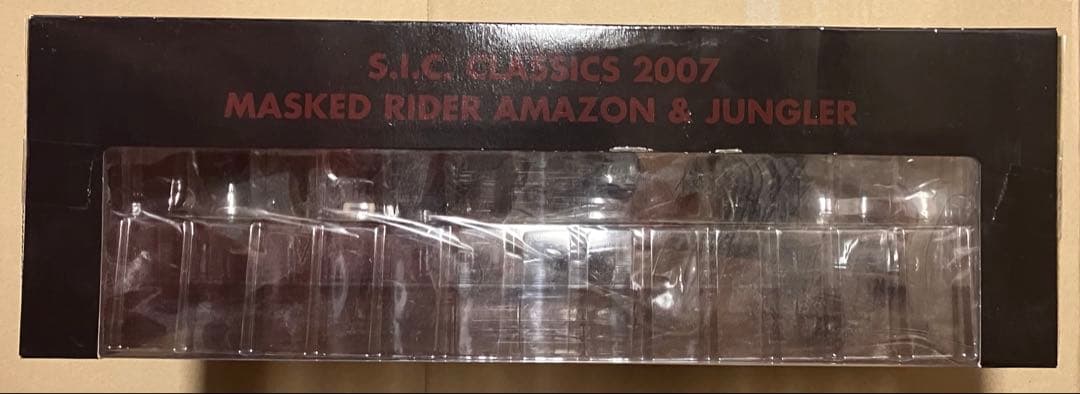 S.I.C. CLASSICS 2007
MASKED RIDER AMAZON & JUNGLER